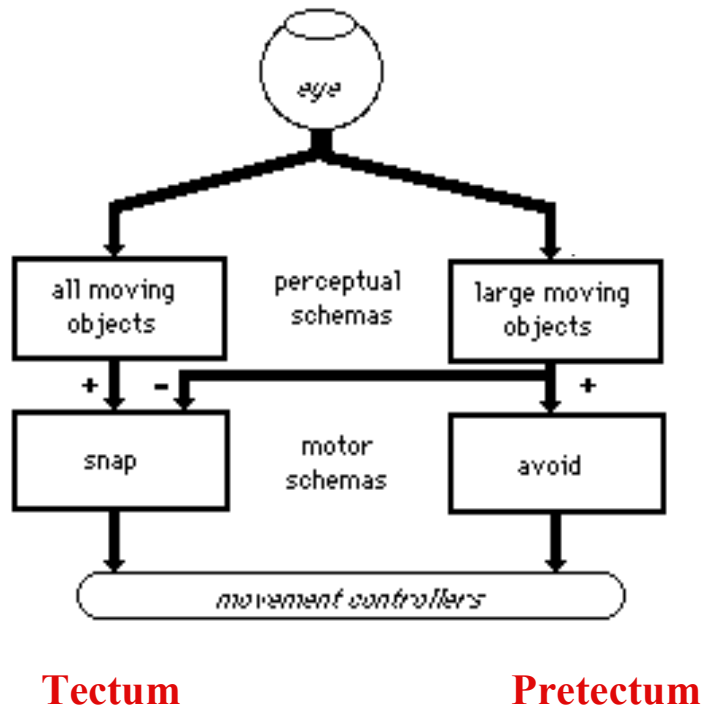 eye
all moving
objects
perceptual
schemas
large moving
objects
+
-
+
snap
motor
schemas
avoid
movement controllers
Tectum
Pretectum